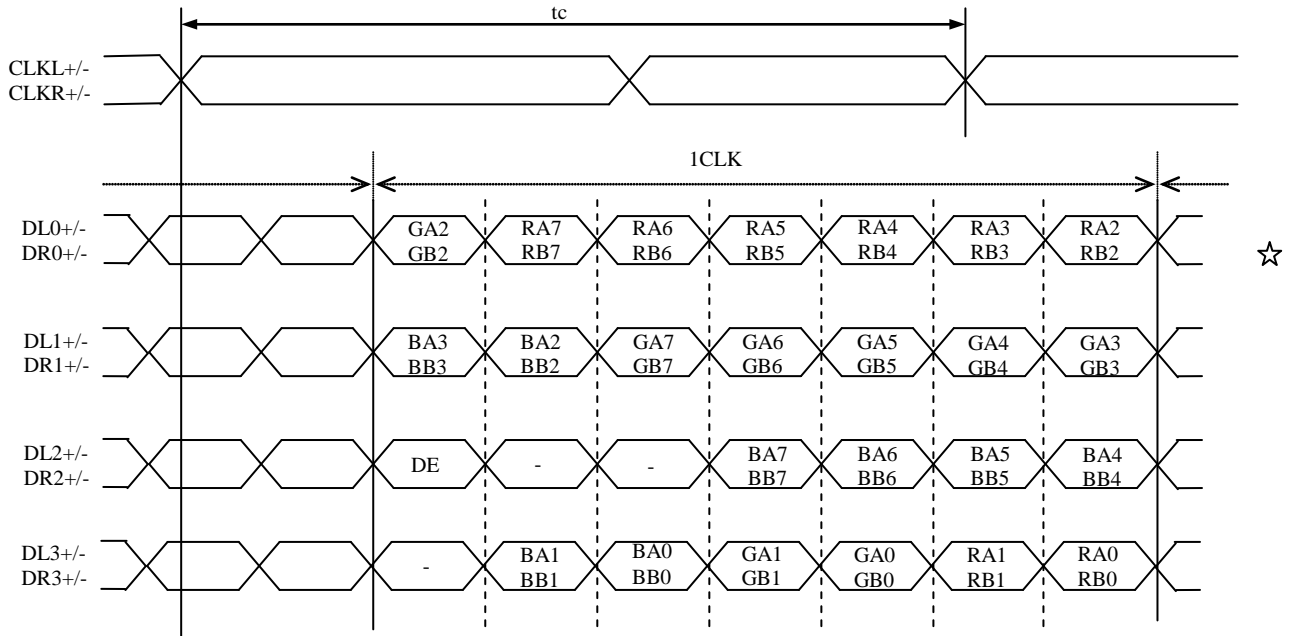 tc
CLKL+/-
CLKR+/-
1CLK
DL0+/- GA2 RA7 RA6 RA5 RA4 RA3 RA2
DR0+/- GB2 RB7 RB6 RB5 RB4 RB3 RB2
☆
DL1+/- BA3 BA2 GA7 GA6 GA5 GA4 GA3
DR1+/- BB3 BB2 GB7 GB6 GB5 GB4 GB3
DL2+/- DE - - BA7 BA6 BA5 BA4
DR2+/- BB7 BB6 BB5 BB4
DL3+/- - BA1 BA0 GA1 GA0 RA1 RA0
DR3+/- BB1 BB0 GB1 GB0 RB1 RB0